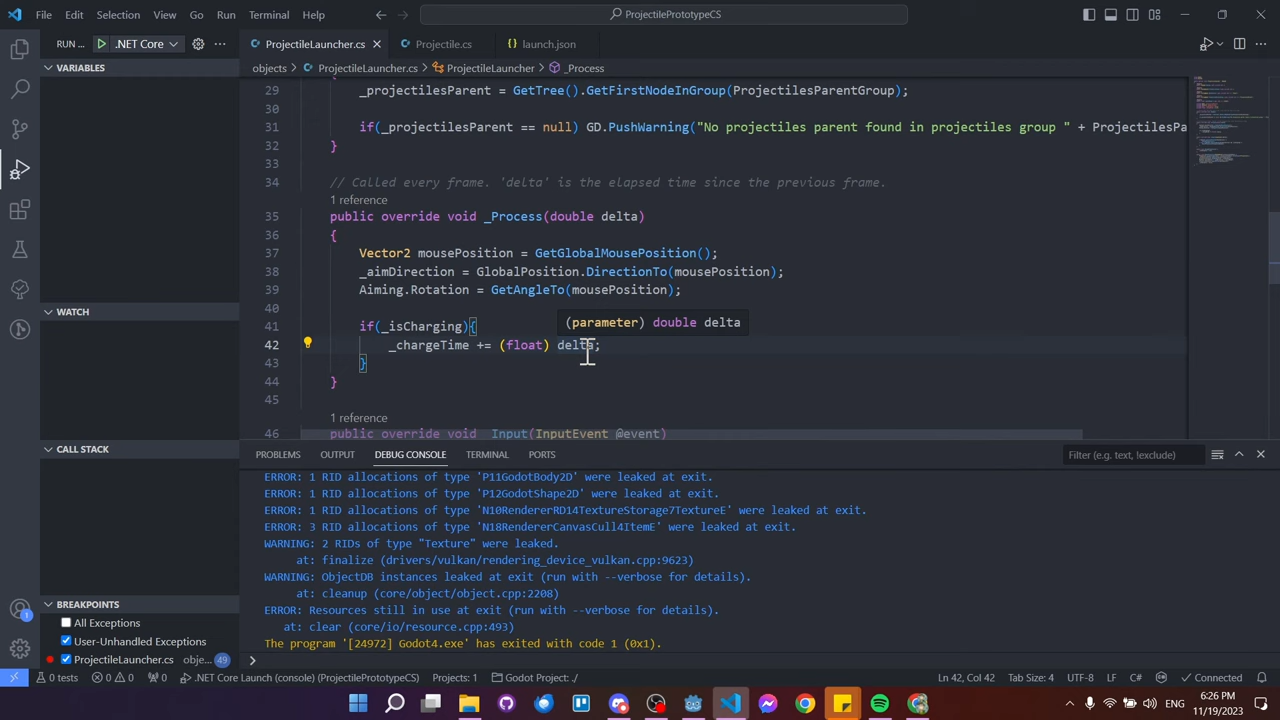 File Edit Selection View Go Run Terminal Help
ProjectilePrototypeCS
RUN ... .NET Core
ProjectileLauncher.cs
Projectile.cs
launch.json
objects > ProjectileLauncher.cs > ProjectileLauncher > _Process
VARIABLES
WATCH
CALL STACK
BREAKPOINTS
All Exceptions
User-Unhandled Exceptions
ProjectileLauncher.cs obje... 49
29 _projectilesParent = GetTree().GetFirstNodeInGroup(ProjectilesParentGroup);
30
31 if(_projectilesParent == null) GD.PushWarning("No projectiles parent found in projectiles group " + ProjectilesPa
32 }
33
34 // Called every frame. 'delta' is the elapsed time since the previous frame.
1 reference
35 public override void _Process(double delta)
36 {
37 Vector2 mousePosition = GetGlobalMousePosition();
38 _aimDirection = GlobalPosition.DirectionTo(mousePosition);
39 Aiming.Rotation = GetAngleTo(mousePosition);
40
41 if(_isCharging){
(parameter) double delta
42 _chargeTime += (float) delta;
43 }
44 }
45
1 reference
46 public override void _Input(InputEvent @event)
PROBLEMS OUTPUT DEBUG CONSOLE TERMINAL PORTS
Filter (e.g. text, !exclude)
ERROR: 1 RID allocations of type 'P11GodotBody2D' were leaked at exit.
ERROR: 1 RID allocations of type 'P12GodotShape2D' were leaked at exit.
ERROR: 1 RID allocations of type 'N10RendererRD14TextureStorage7TextureE' were leaked at exit.
ERROR: 3 RID allocations of type 'N18RendererCanvasCull4ItemE' were leaked at exit.
WARNING: 2 RIDs of type "Texture" were leaked.
at: finalize (drivers/vulkan/rendering_device_vulkan.cpp:9623)
WARNING: ObjectDB instances leaked at exit (run with --verbose for details).
at: cleanup (core/object/object.cpp:2208)
ERROR: Resources still in use at exit (run with --verbose for details).
at: clear (core/io/resource.cpp:493)
The program '[24972] Godot4.exe' has exited with code 1 (0x1).
0 tests 0 0 0 .NET Core Launch (console) (ProjectilePrototypeCS) Projects: 1 Godot Project: ./ Ln 42, Col 42 Tab Size: 4 UTF-8 LF C# Connected
6:26 PM
11/19/2023